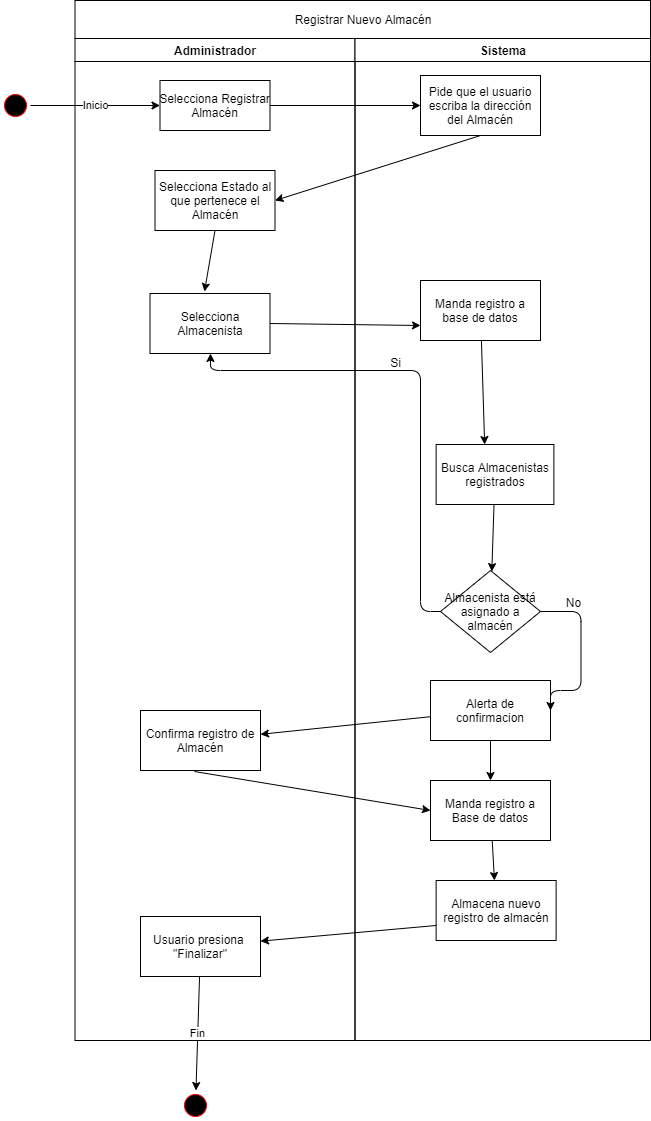 Registrar Nuevo Almacén
Administrador
Sistema
Inicio
Selecciona Registrar
Almacén
Pide que el usuario
escriba la dirección
del Almacén
Selecciona Estado al
que pertenece el
Almacén
Selecciona
Almacenista
Manda registro a
base de datos
Si
Busca Almacenistas
registrados
Almacenista está
asignado a
almacén
No
Alerta de
confirmacion
Confirma registro de
Almacén
Manda registro a
Base de datos
Almacena nuevo
registro de almacén
Usuario presiona
"Finalizar"
Fin